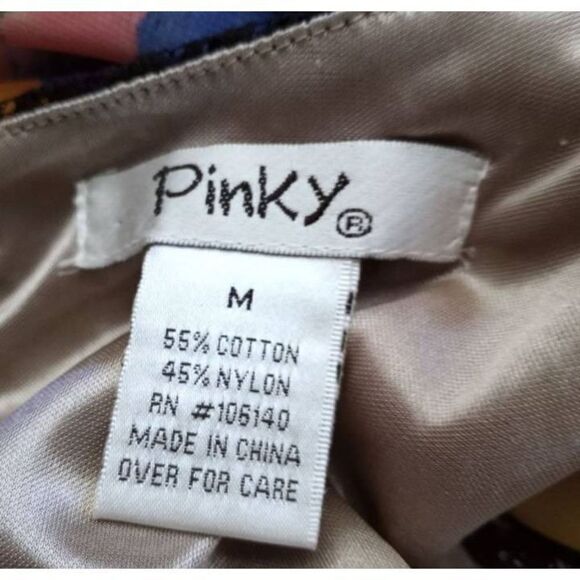 Pinky®
M
55% COTTON
45% NYLON
RN #106140
MADE IN CHINA
OVER FOR CARE